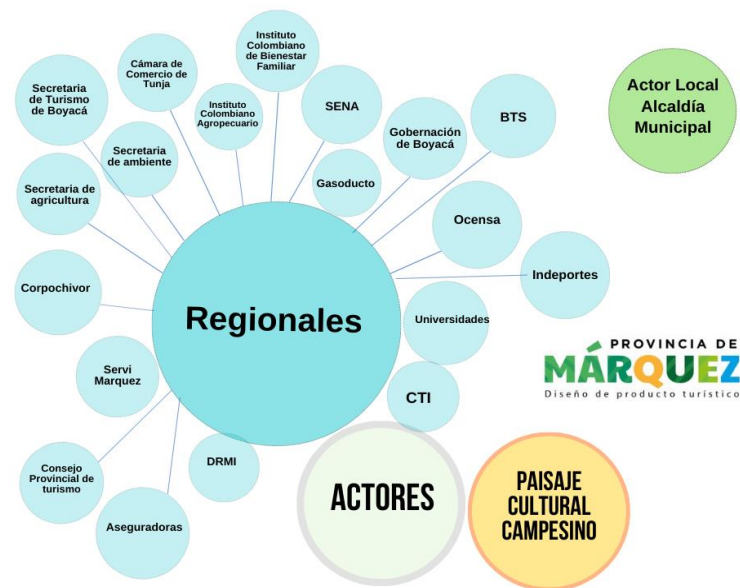 Instituto
Colombiano
de Bienestar
Familiar
Cámara de
Comercio de
Tunja
Secretaria
de Turismo
de Boyacá
Instituto
Colombiano
Agropecuario
SENA
Gobernación
de Boyacá
BTS
Actor Local
Alcaldía
Municipal
Secretaria
de ambiente
Gasoducto
Secretaria de
agricultura
Ocensa
Indeportes
Corpochivor
Regionales
Universidades
PROVINCIA DE
MÁRQUEZ
Diseño de producto turístico
Servi
Marquez
CTI
Consejo
Provincial de
turismo
DRMI
Aseguradoras
ACTORES
PAISAJE
CULTURAL
CAMPESINO